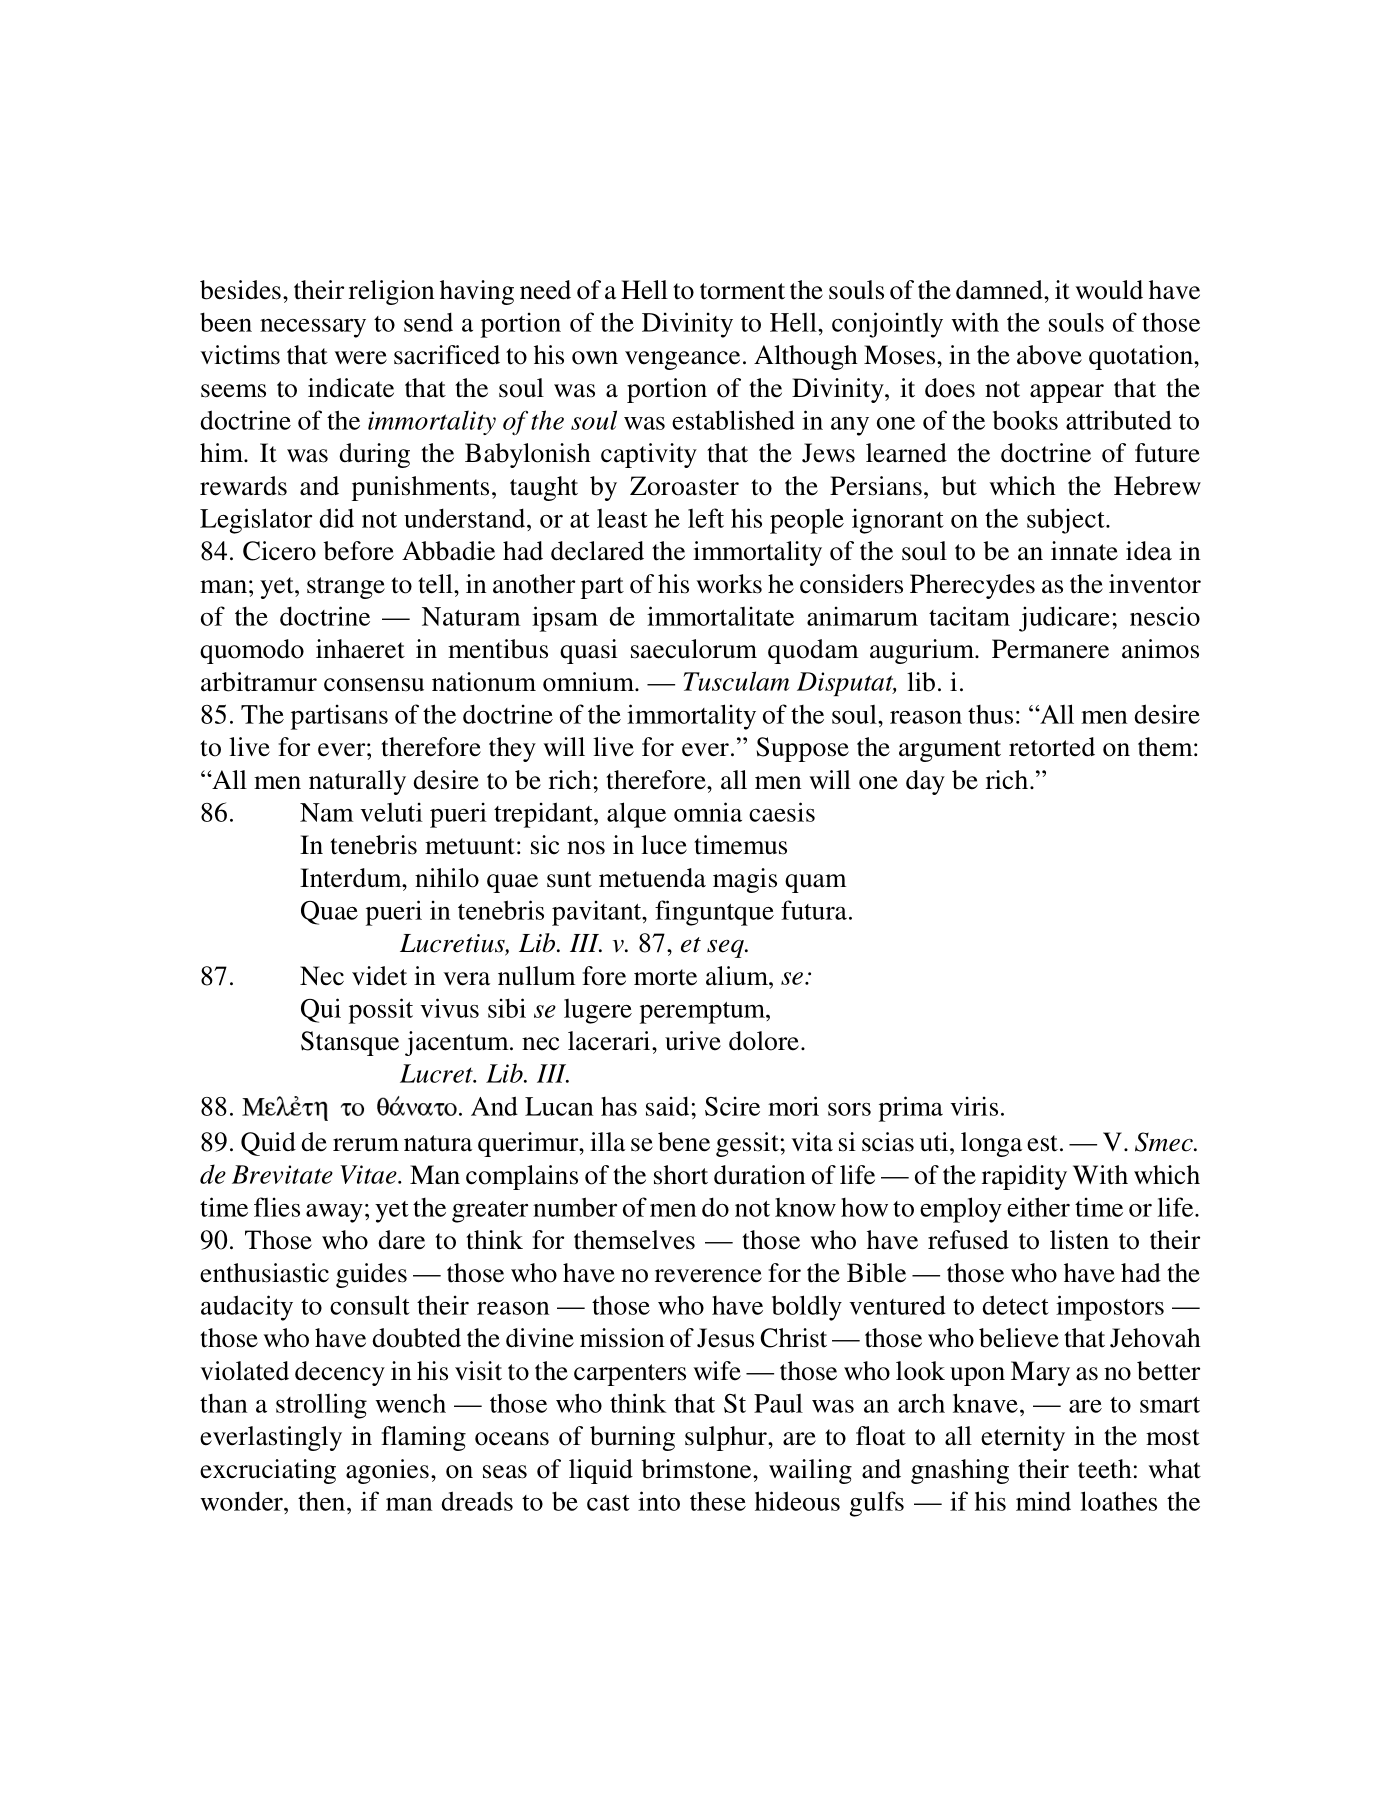 besides, their religion having need of a Hell to torment the souls of the damned, it would have
been necessary to send a portion of the Divinity to Hell, conjointly with the souls of those
victims that were sacrificed to his own vengeance. Although Moses, in the above quotation,
seems to indicate that the soul was a portion of the Divinity, it does not appear that the
doctrine of the immortality of the soul was established in any one of the books attributed to
him. It was during the Babylonish captivity that the Jews learned the doctrine of future
rewards and punishments, taught by Zoroaster to the Persians, but which the Hebrew
Legislator did not understand, or at least he left his people ignorant on the subject.
84. Cicero before Abbadie had declared the immortality of the soul to be an innate idea in
man; yet, strange to tell, in another part of his works he considers Pherecydes as the inventor
of the doctrine — Naturam ipsam de immortalitate animarum tacitam judicare; nescio
quomodo inhaeret in mentibus quasi saeculorum quodam augurium. Permanere animos
arbitramur consensu nationum omnium. — Tusculam Disputat, lib. i.
85. The partisans of the doctrine of the immortality of the soul, reason thus: “All men desire
to live for ever; therefore they will live for ever.” Suppose the argument retorted on them:
“All men naturally desire to be rich; therefore, all men will one day be rich.”
86. Nam veluti pueri trepidant, alque omnia caesis
In tenebris metuunt: sic nos in luce timemus
Interdum, nihilo quae sunt metuenda magis quam
Quae pueri in tenebris pavitant, finguntque futura.
Lucretius, Lib. III. v. 87, et seq.
87. Nec videt in vera nullum fore morte alium, se:
Qui possit vivus sibi se lugere peremptum,
Stansque jacentum. nec lacerari, urive dolore.
Lucret. Lib. III.
88. Μελἐτη το θάνατο. And Lucan has said; Scire mori sors prima viris.
89. Quid de rerum natura querimur, illa se bene gessit; vita si scias uti, longa est. — V. Smec.
de Brevitate Vitae. Man complains of the short duration of life — of the rapidity With which
time flies away; yet the greater number of men do not know how to employ either time or life.
90. Those who dare to think for themselves — those who have refused to listen to their
enthusiastic guides — those who have no reverence for the Bible — those who have had the
audacity to consult their reason — those who have boldly ventured to detect impostors —
those who have doubted the divine mission of Jesus Christ — those who believe that Jehovah
violated decency in his visit to the carpenters wife — those who look upon Mary as no better
than a strolling wench — those who think that St Paul was an arch knave, — are to smart
everlastingly in flaming oceans of burning sulphur, are to float to all eternity in the most
excruciating agonies, on seas of liquid brimstone, wailing and gnashing their teeth: what
wonder, then, if man dreads to be cast into these hideous gulfs — if his mind loathes the